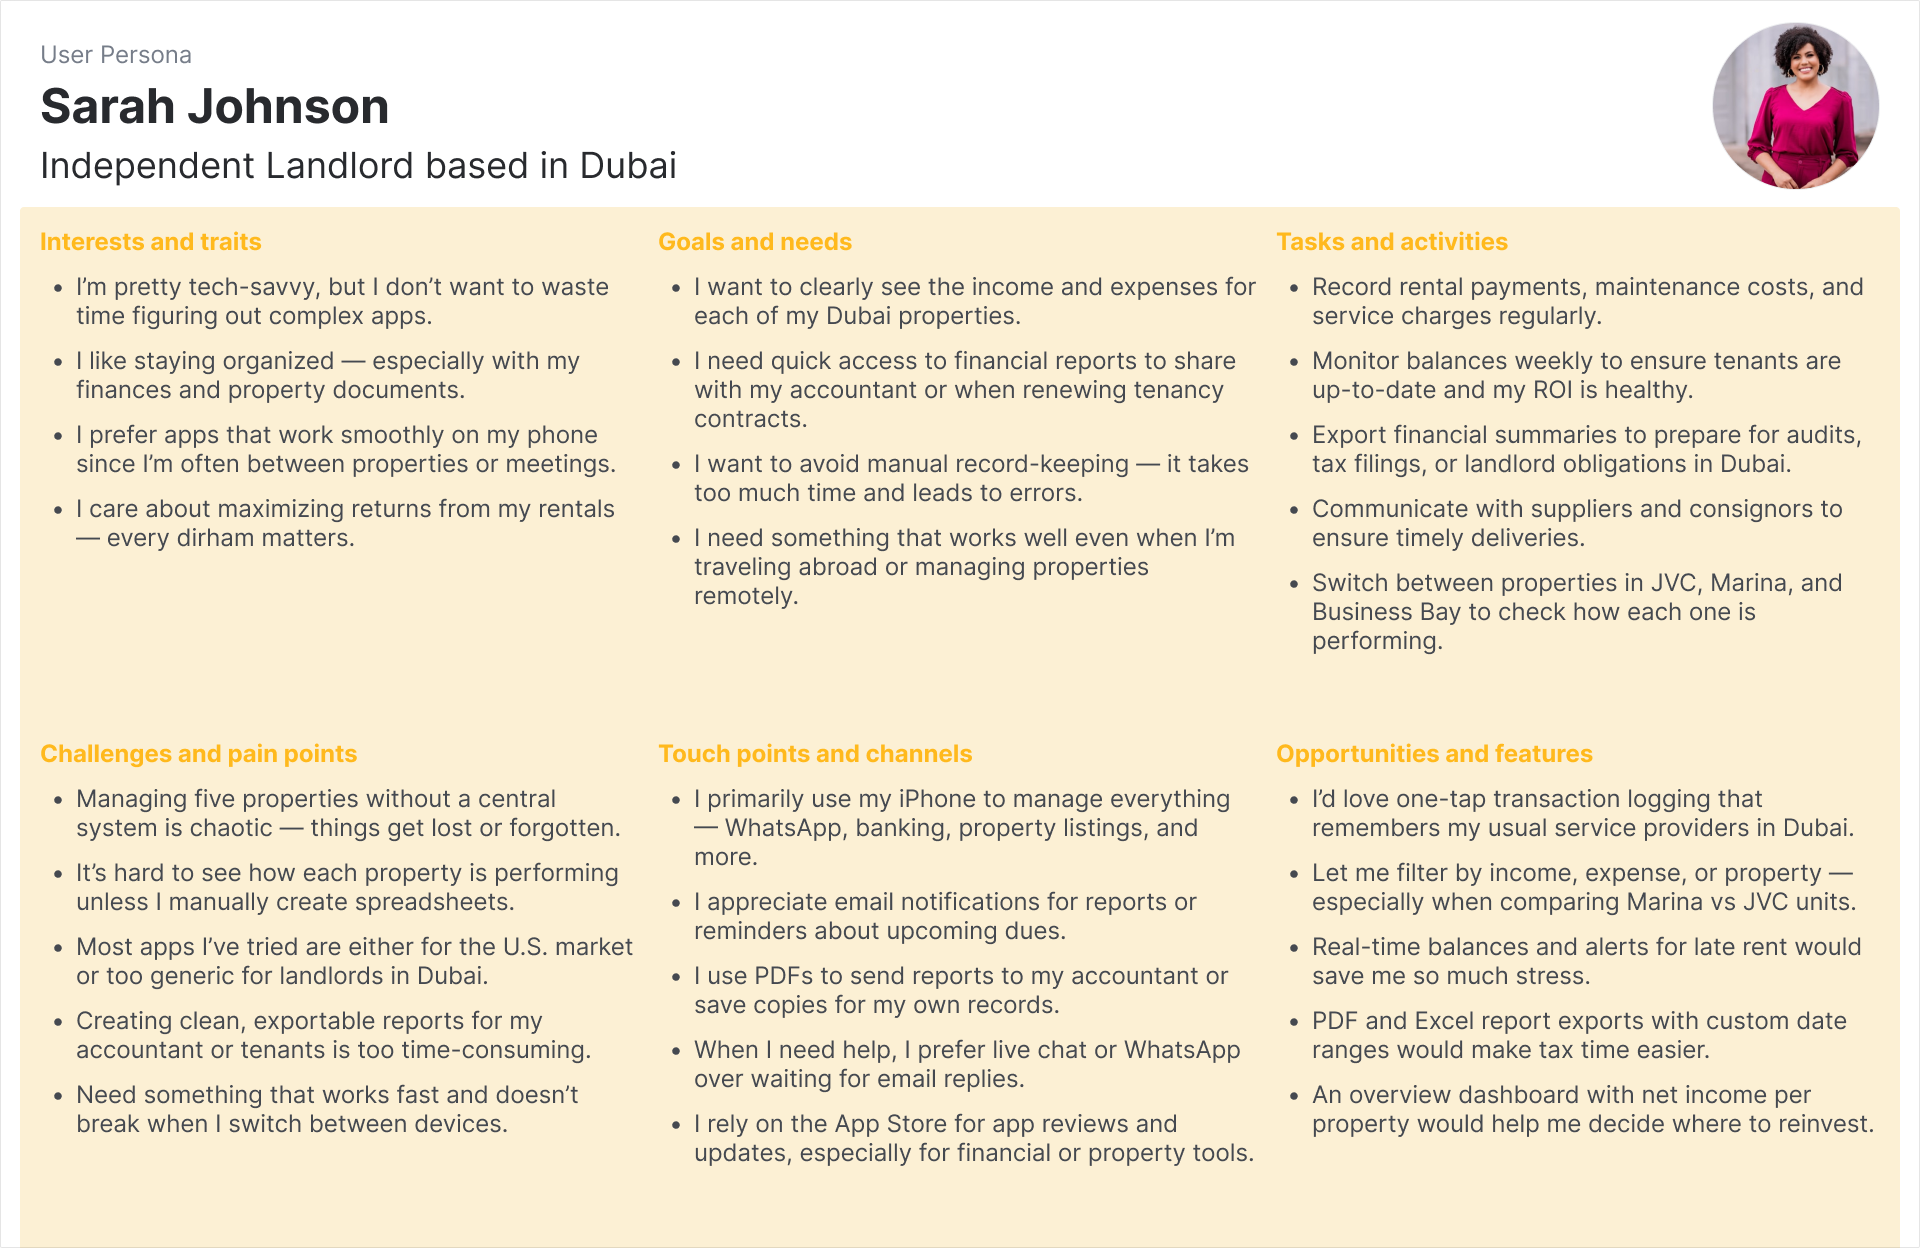 User Persona
Sarah Johnson
Independent Landlord based in Dubai
Interests and traits
• I’m pretty tech-savvy, but I don’t want to waste
time figuring out complex apps.
• I like staying organized — especially with my
finances and property documents.
• I prefer apps that work smoothly on my phone
since I’m often between properties or meetings.
• I care about maximizing returns from my rentals
— every dirham matters.
Goals and needs
• I want to clearly see the income and expenses for
each of my Dubai properties.
• I need quick access to financial reports to share
with my accountant or when renewing tenancy
contracts.
• I want to avoid manual record-keeping — it takes
too much time and leads to errors.
• I need something that works well even when I’m
traveling abroad or managing properties
remotely.
Tasks and activities
• Record rental payments, maintenance costs, and
service charges regularly.
• Monitor balances weekly to ensure tenants are
up-to-date and my ROI is healthy.
• Export financial summaries to prepare for audits,
tax filings, or landlord obligations in Dubai.
• Communicate with suppliers and consignors to
ensure timely deliveries.
• Switch between properties in JVC, Marina, and
Business Bay to check how each one is
performing.
Challenges and pain points
• Managing five properties without a central
system is chaotic — things get lost or forgotten.
• It’s hard to see how each property is performing
unless I manually create spreadsheets.
• Most apps I’ve tried are either for the U.S. market
or too generic for landlords in Dubai.
• Creating clean, exportable reports for my
accountant or tenants is too time-consuming.
• Need something that works fast and doesn’t
break when I switch between devices.
Touch points and channels
• I primarily use my iPhone to manage everything
— WhatsApp, banking, property listings, and
more.
• I appreciate email notifications for reports or
reminders about upcoming dues.
• I use PDFs to send reports to my accountant or
save copies for my own records.
• When I need help, I prefer live chat or WhatsApp
over waiting for email replies.
• I rely on the App Store for app reviews and
updates, especially for financial or property tools.
Opportunities and features
• I’d love one-tap transaction logging that
remembers my usual service providers in Dubai.
• Let me filter by income, expense, or property —
especially when comparing Marina vs JVC units.
• Real-time balances and alerts for late rent would
save me so much stress.
• PDF and Excel report exports with custom date
ranges would make tax time easier.
• An overview dashboard with net income per
property would help me decide where to reinvest.